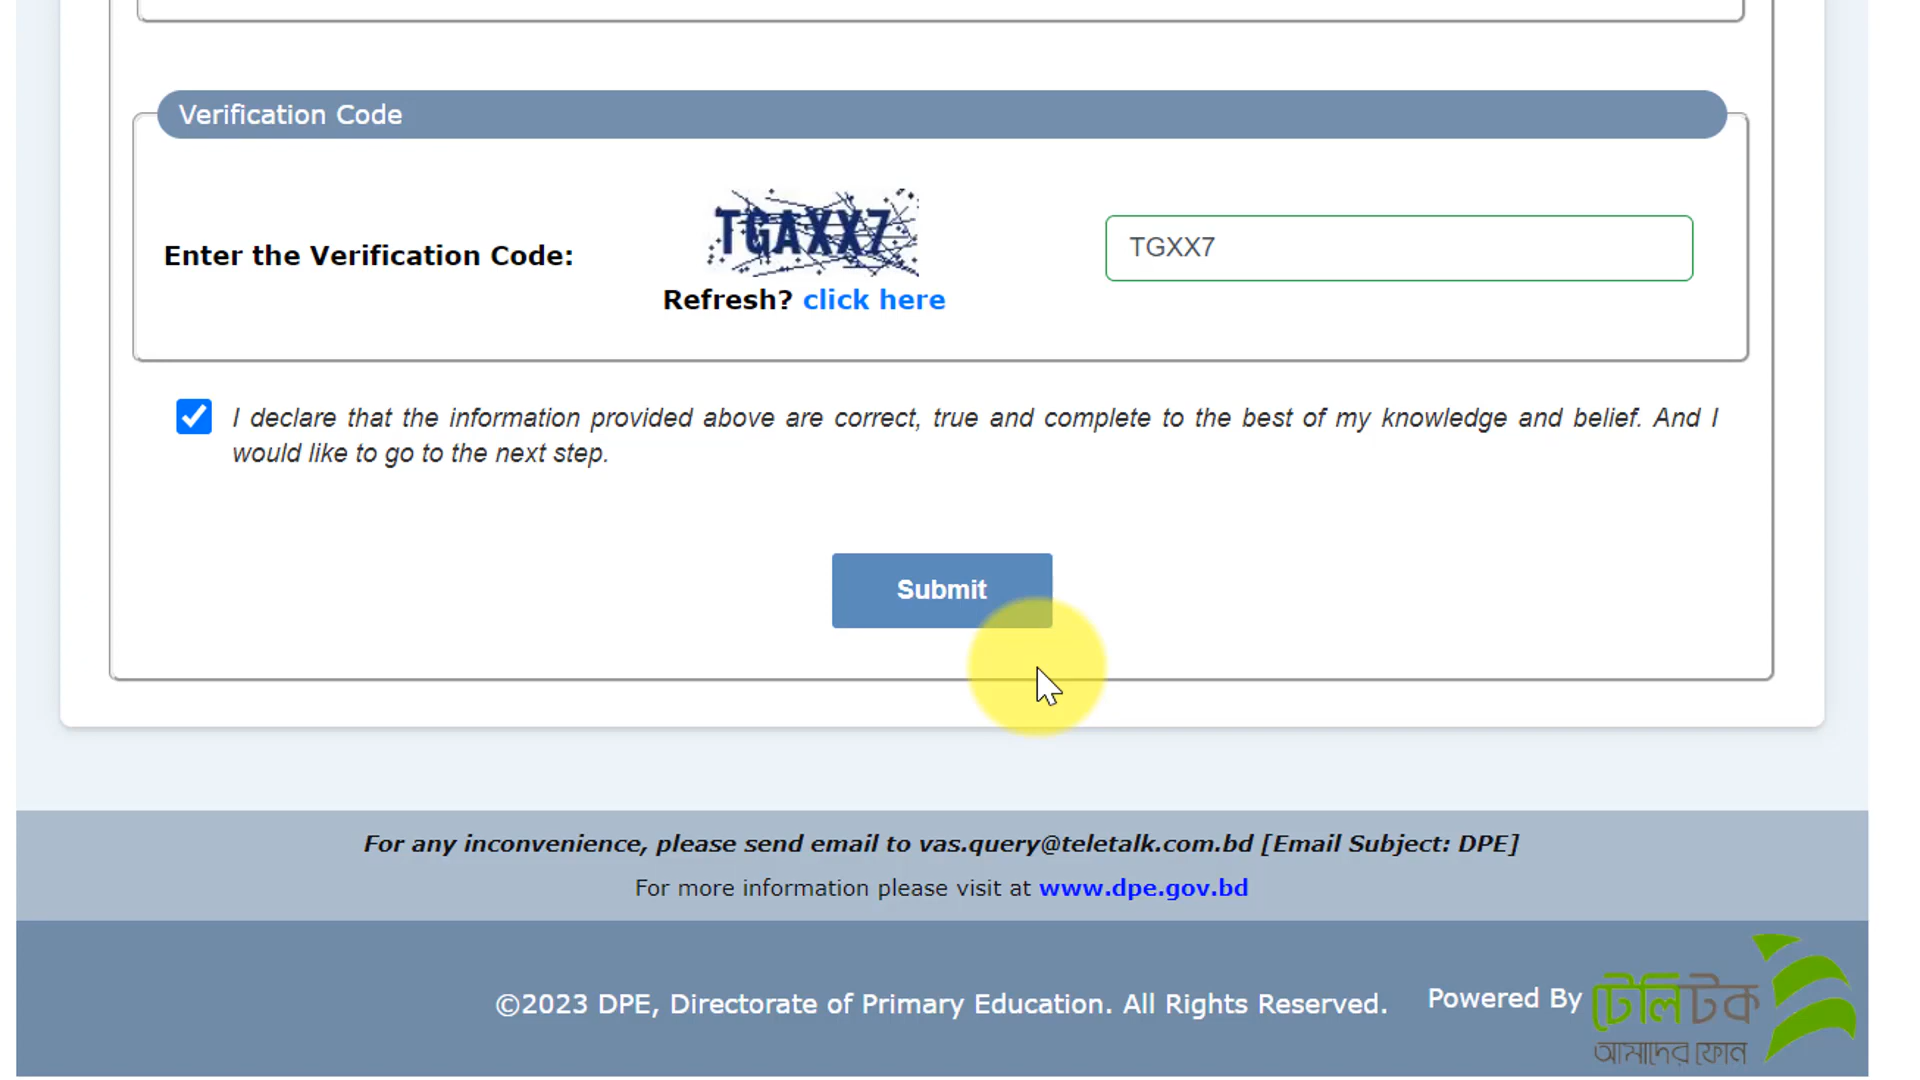 Verification Code
TGAXX7
Enter the Verification Code:
TGXX7
Refresh? click here
I declare that the information provided above are correct, true and complete to the best of my knowledge and belief. And I
would like to go to the next step.
Submit
For any inconvenience, please send email to vas.query@teletalk.com.bd [Email Subject: DPE]
For more information please visit at www.dpe.gov.bd
©2023 DPE, Directorate of Primary Education. All Rights Reserved.
Powered By
টেলিটক
আমাদের ফোন